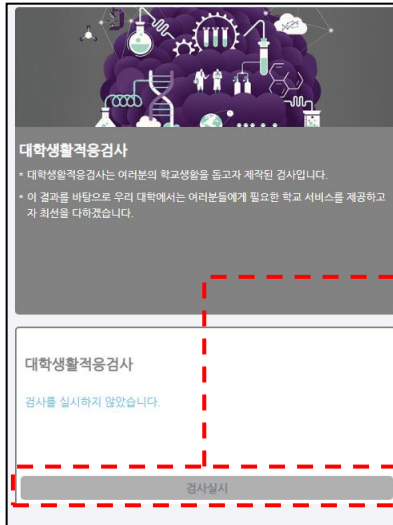 대학생활적응검사
* 대학생활적응검사는 여러분의 학교생활을 돕고자 제작된 검사입니다.
* 이 결과를 바탕으로 우리 대학에서는 여러분들에게 필요한 학교 서비스를 제공하고
자 최선을 다하겠습니다.
대학생활적응검사
검사를 실시하지 않았습니다.
검사실시